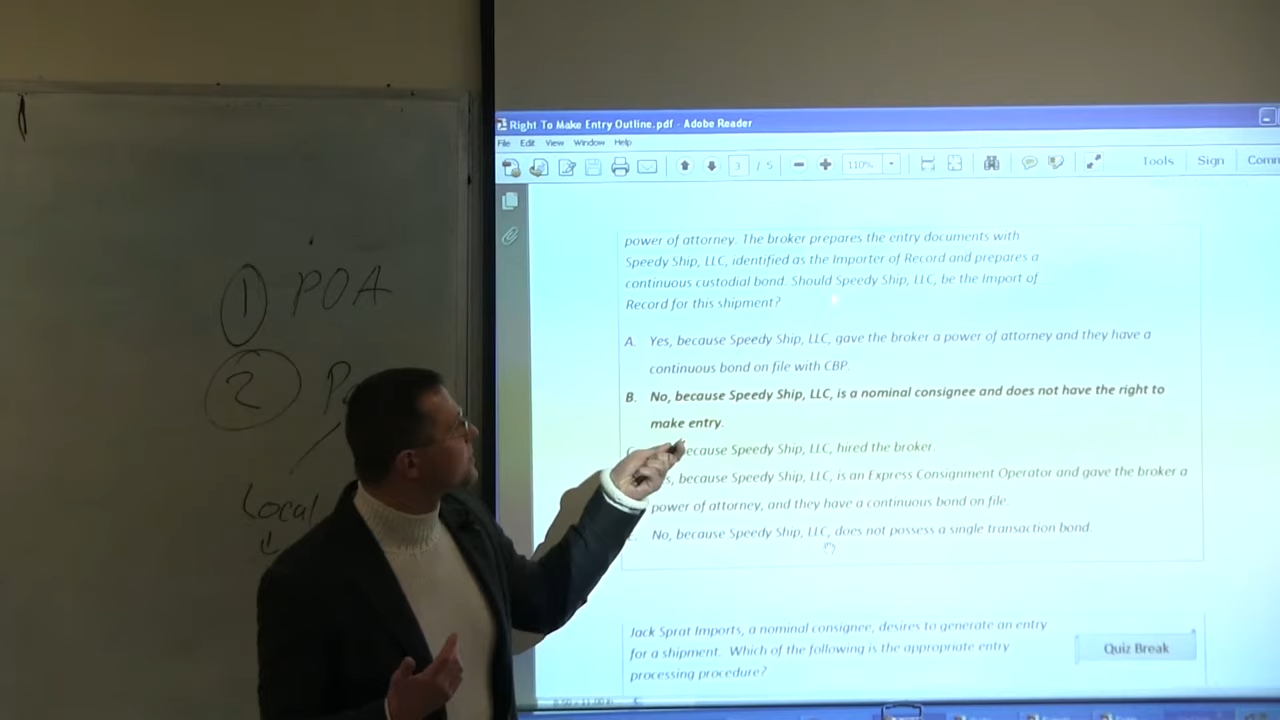 Right To Make Entry Outline.pdf - Adobe Reader
File Edit View Window Help
3 / 5 110% Tools Sign Comm
power of attorney. The broker prepares the entry documents with
Speedy Ship, LLC, identified as the Importer of Record and prepares a
continuous custodial bond. Should Speedy Ship, LLC, be the Import of
Record for this shipment?
A. Yes, because Speedy Ship, LLC, gave the broker a power of attorney and they have a
continuous bond on file with CBP.
B. No, because Speedy Ship, LLC, is a nominal consignee and does not have the right to
make entry.
because Speedy Ship, LLC, hired the broker.
because Speedy Ship, LLC, is an Express Consignment Operator and gave the broker a
power of attorney, and they have a continuous bond on file.
No, because Speedy Ship, LLC, does not possess a single transaction bond.
Jack Sprat Imports, a nominal consignee, desires to generate an entry
for a shipment. Which of the following is the appropriate entry
processing procedure?
Quiz Break
1 POA
2
Local